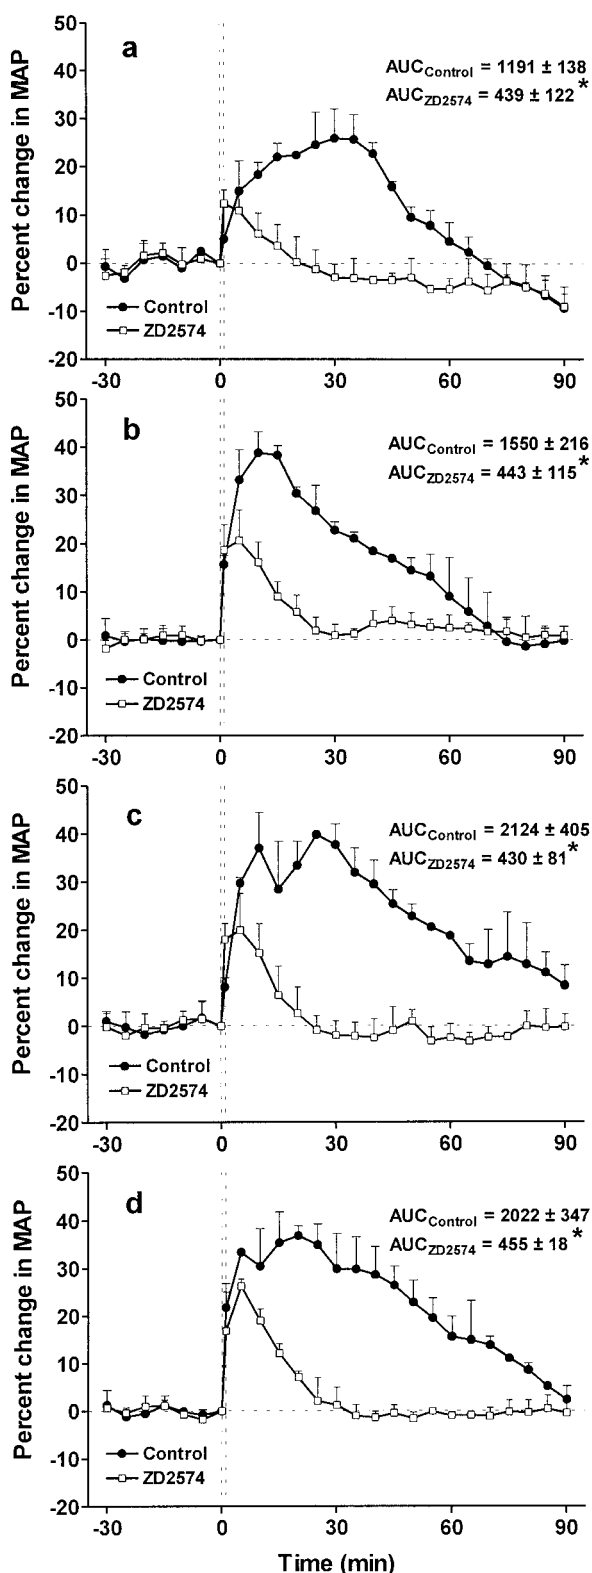 a
AUCControl = 1191 ± 138
AUCZD2574 = 439 ± 122*
Percent change in MAP
50
40
30
20
10
0
-10
-20
Control
ZD2574
-30 0 30 60 90
b
AUCControl = 1550 ± 216
AUCZD2574 = 443 ± 115*
Percent change in MAP
50
40
30
20
10
0
-10
-20
Control
ZD2574
-30 0 30 60 90
c
AUCControl = 2124 ± 405
AUCZD2574 = 430 ± 81*
Percent change in MAP
50
40
30
20
10
0
-10
-20
Control
ZD2574
-30 0 30 60 90
d
AUCControl = 2022 ± 347
AUCZD2574 = 455 ± 18*
Percent change in MAP
50
40
30
20
10
0
-10
-20
Control
ZD2574
-30 0 30 60 90
Time (min)